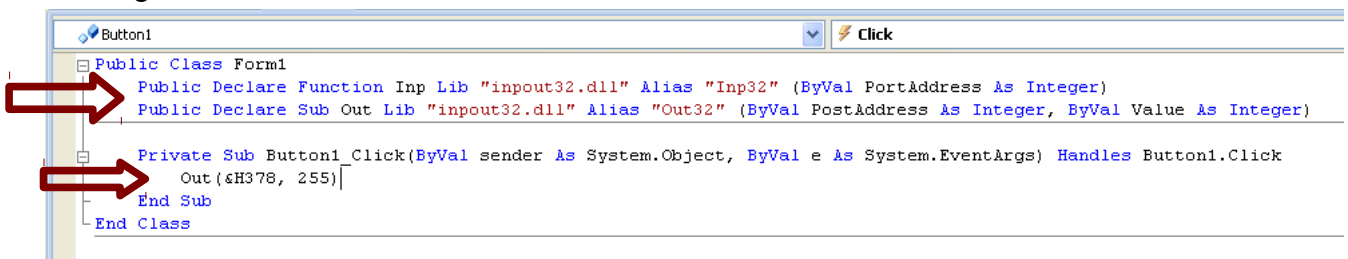 Button1
Click
Public Class Form1
Public Declare Function Inp Lib "inpout32.dll" Alias "Inp32" (ByVal PortAddress As Integer)
Public Declare Sub Out Lib "inpout32.dll" Alias "Out32" (ByVal PostAddress As Integer, ByVal Value As Integer)
Private Sub Button1_Click(ByVal sender As System.Object, ByVal e As System.EventArgs) Handles Button1.Click
Out(&H378, 255)
End Sub
End Class